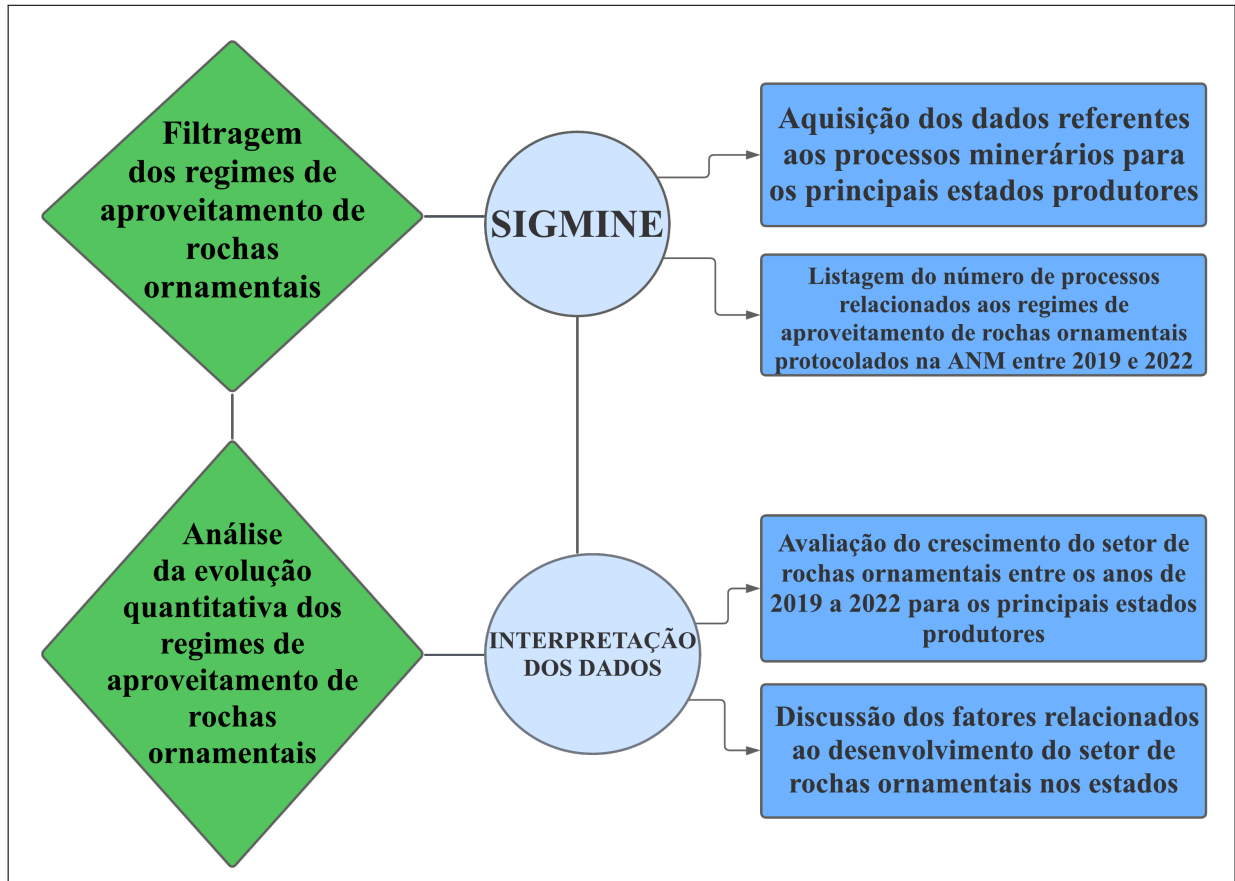 Filtragem
dos regimes de
aproveitamento de
rochas
ornamentais
SIGMINE
Aquisição dos dados referentes
aos processos minerários para
os principais estados produtores
Listagem do número de processos
relacionados aos regimes de
aproveitamento de rochas ornamentais
protocolados na ANM entre 2019 e 2022
Análise
da evolução
quantitativa dos
regimes de
aproveitamento de
rochas
ornamentais
INTERPRETAÇÃO
DOS DADOS
Avaliação do crescimento do setor de
rochas ornamentais entre os anos de
2019 a 2022 para os principais estados
produtores
Discussão dos fatores relacionados
ao desenvolvimento do setor de
rochas ornamentais nos estados